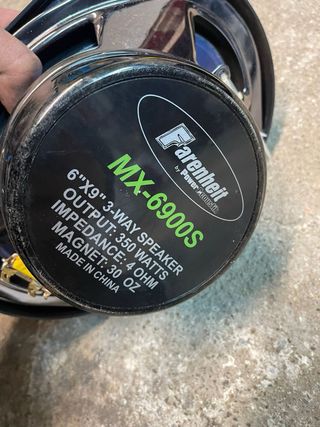 Farenheit
by Power Acoustik
MX-6900S
6"X9" 3-WAY SPEAKER
OUTPUT: 350 WATTS
IMPEDANCE: 4 OHM
MAGNET: 30 OZ
MADE IN CHINA